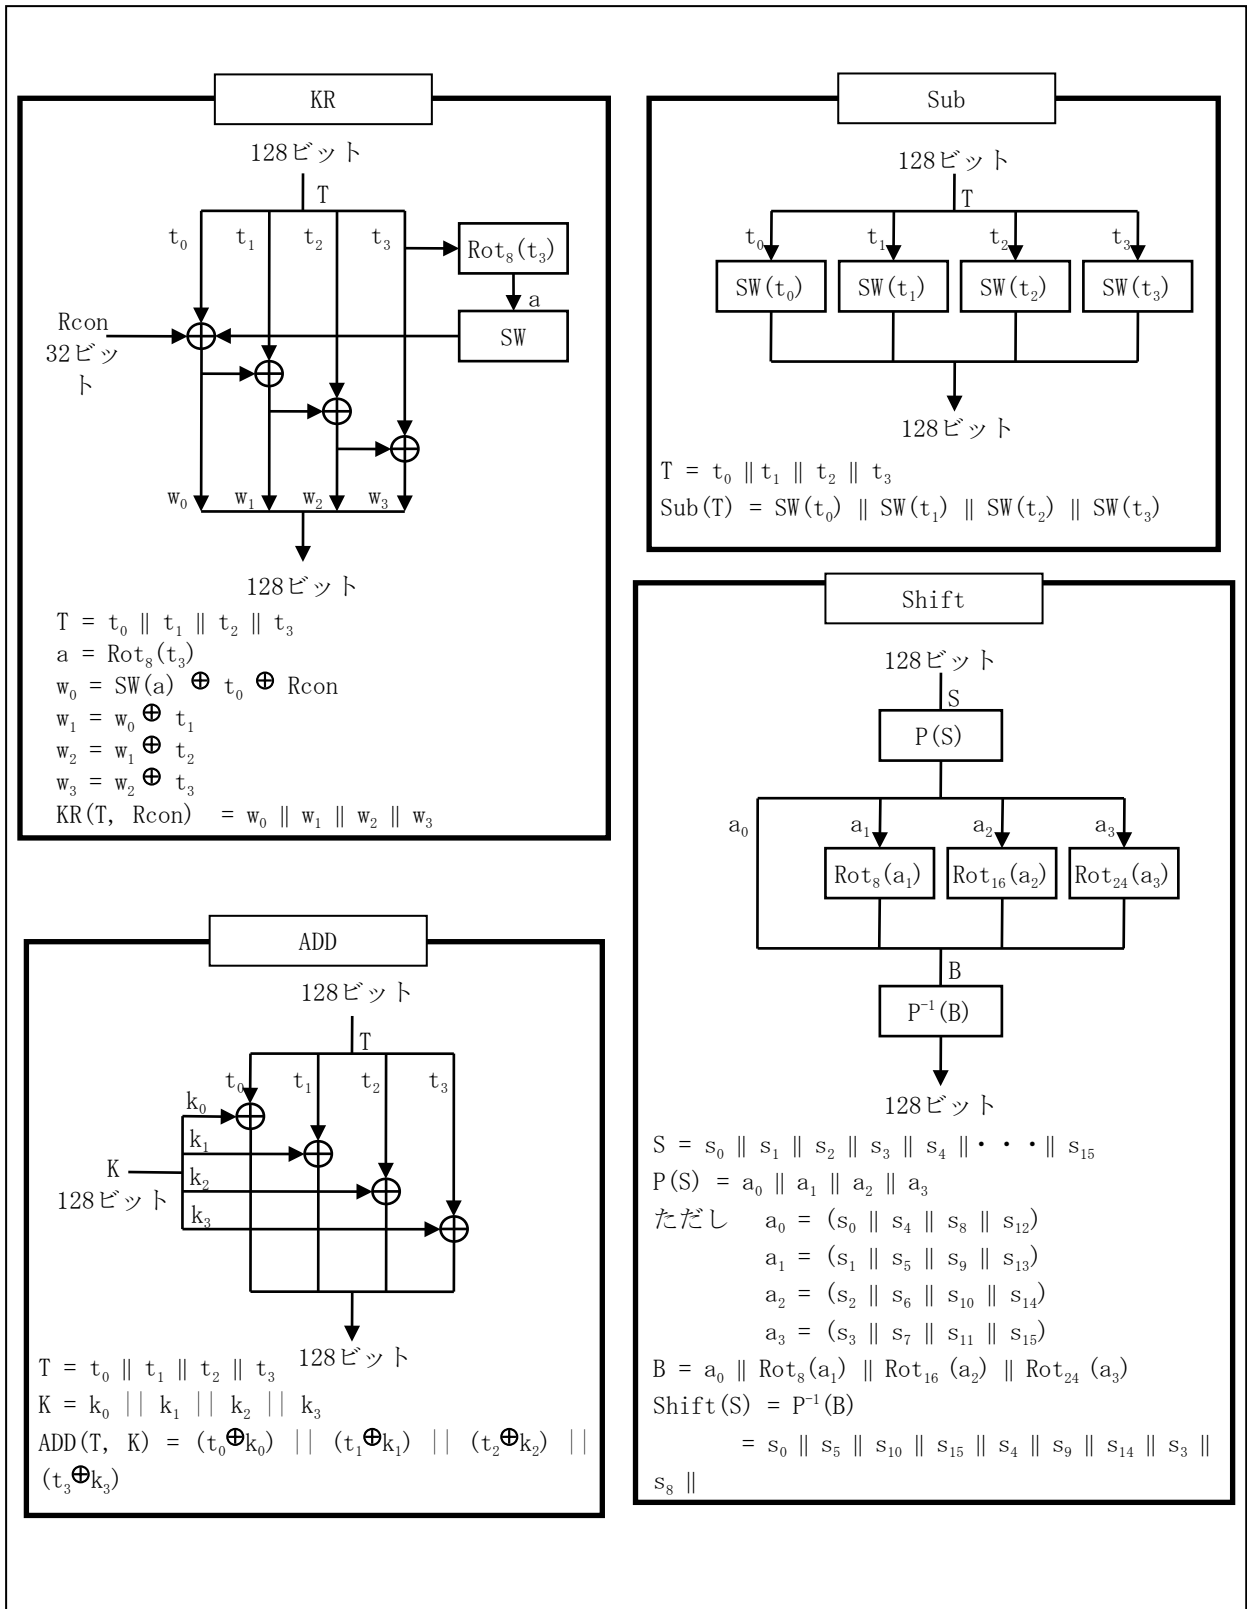 KR
128ビット
T
t₀ t₁ t₂ t₃
Rot₈(t₃)
a
SW
Rcon
32ビッ
ト
w₀ w₁ w₂ w₃
128ビット
T = t₀ ‖ t₁ ‖ t₂ ‖ t₃
a = Rot₈(t₃)
w₀ = SW(a) ⊕ t₀ ⊕ Rcon
w₁ = w₀ ⊕ t₁
w₂ = w₁ ⊕ t₂
w₃ = w₂ ⊕ t₃
KR(T, Rcon) = w₀ ‖ w₁ ‖ w₂ ‖ w₃
Sub
128ビット
T
t₀ t₁ t₂ t₃
SW(t₀) SW(t₁) SW(t₂) SW(t₃)
128ビット
T = t₀ ‖ t₁ ‖ t₂ ‖ t₃
Sub(T) = SW(t₀) ‖ SW(t₁) ‖ SW(t₂) ‖ SW(t₃)
ADD
128ビット
T
t₀ t₁ t₂ t₃
k₀
k₁
K
k₂
128ビット
k₃
128ビット
T = t₀ ‖ t₁ ‖ t₂ ‖ t₃
K = k₀ || k₁ || k₂ || k₃
ADD(T, K) = (t₀⊕k₀) || (t₁⊕k₁) || (t₂⊕k₂) ||
(t₃⊕k₃)
Shift
128ビット
S
P(S)
a₀ a₁ a₂ a₃
Rot₈(a₁) Rot₁₆(a₂) Rot₂₄(a₃)
B
P⁻¹(B)
128ビット
S = s₀ ‖ s₁ ‖ s₂ ‖ s₃ ‖ s₄ ‖・・・‖ s₁₅
P(S) = a₀ ‖ a₁ ‖ a₂ ‖ a₃
ただし a₀ = (s₀ ‖ s₄ ‖ s₈ ‖ s₁₂)
a₁ = (s₁ ‖ s₅ ‖ s₉ ‖ s₁₃)
a₂ = (s₂ ‖ s₆ ‖ s₁₀ ‖ s₁₄)
a₃ = (s₃ ‖ s₇ ‖ s₁₁ ‖ s₁₅)
B = a₀ ‖ Rot₈(a₁) ‖ Rot₁₆ (a₂) ‖ Rot₂₄ (a₃)
Shift(S) = P⁻¹(B)
= s₀ ‖ s₅ ‖ s₁₀ ‖ s₁₅ ‖ s₄ ‖ s₉ ‖ s₁₄ ‖ s₃ ‖
s₈ ‖